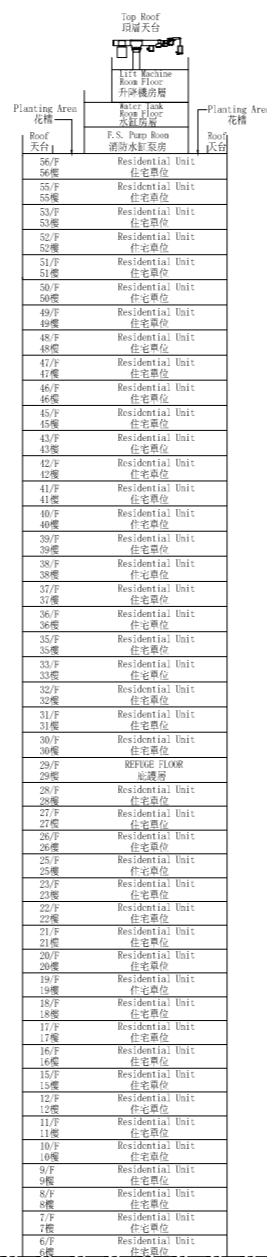 Top Roof
頂層天台
Lift Machine
Room Floor
升降機房層
Planting Area
花槽
Water Tank
Room Floor
水缸房層
Planting Area
花槽
Roof
天台
F.S. Pump Room
消防水缸泵房
Roof
天台
56/F Residential Unit
56樓 住宅單位
55/F Residential Unit
55樓 住宅單位
53/F Residential Unit
53樓 住宅單位
52/F Residential Unit
52樓 住宅單位
51/F Residential Unit
51樓 住宅單位
50/F Residential Unit
50樓 住宅單位
49/F Residential Unit
49樓 住宅單位
48/F Residential Unit
48樓 住宅單位
47/F Residential Unit
47樓 住宅單位
46/F Residential Unit
46樓 住宅單位
45/F Residential Unit
45樓 住宅單位
43/F Residential Unit
43樓 住宅單位
42/F Residential Unit
42樓 住宅單位
41/F Residential Unit
41樓 住宅單位
40/F Residential Unit
40樓 住宅單位
39/F Residential Unit
39樓 住宅單位
38/F Residential Unit
38樓 住宅單位
37/F Residential Unit
37樓 住宅單位
36/F Residential Unit
36樓 住宅單位
35/F Residential Unit
35樓 住宅單位
33/F Residential Unit
33樓 住宅單位
32/F Residential Unit
32樓 住宅單位
31/F Residential Unit
31樓 住宅單位
30/F Residential Unit
30樓 住宅單位
29/F REFUGE FLOOR
29樓 庇護層
28/F Residential Unit
28樓 住宅單位
27/F Residential Unit
27樓 住宅單位
26/F Residential Unit
26樓 住宅單位
25/F Residential Unit
25樓 住宅單位
23/F Residential Unit
23樓 住宅單位
22/F Residential Unit
22樓 住宅單位
21/F Residential Unit
21樓 住宅單位
20/F Residential Unit
20樓 住宅單位
19/F Residential Unit
19樓 住宅單位
18/F Residential Unit
18樓 住宅單位
17/F Residential Unit
17樓 住宅單位
16/F Residential Unit
16樓 住宅單位
15/F Residential Unit
15樓 住宅單位
12/F Residential Unit
12樓 住宅單位
11/F Residential Unit
11樓 住宅單位
10/F Residential Unit
10樓 住宅單位
9/F Residential Unit
9樓 住宅單位
8/F Residential Unit
8樓 住宅單位
7/F Residential Unit
7樓 住宅單位
6/F Residential Unit
6樓 住宅單位